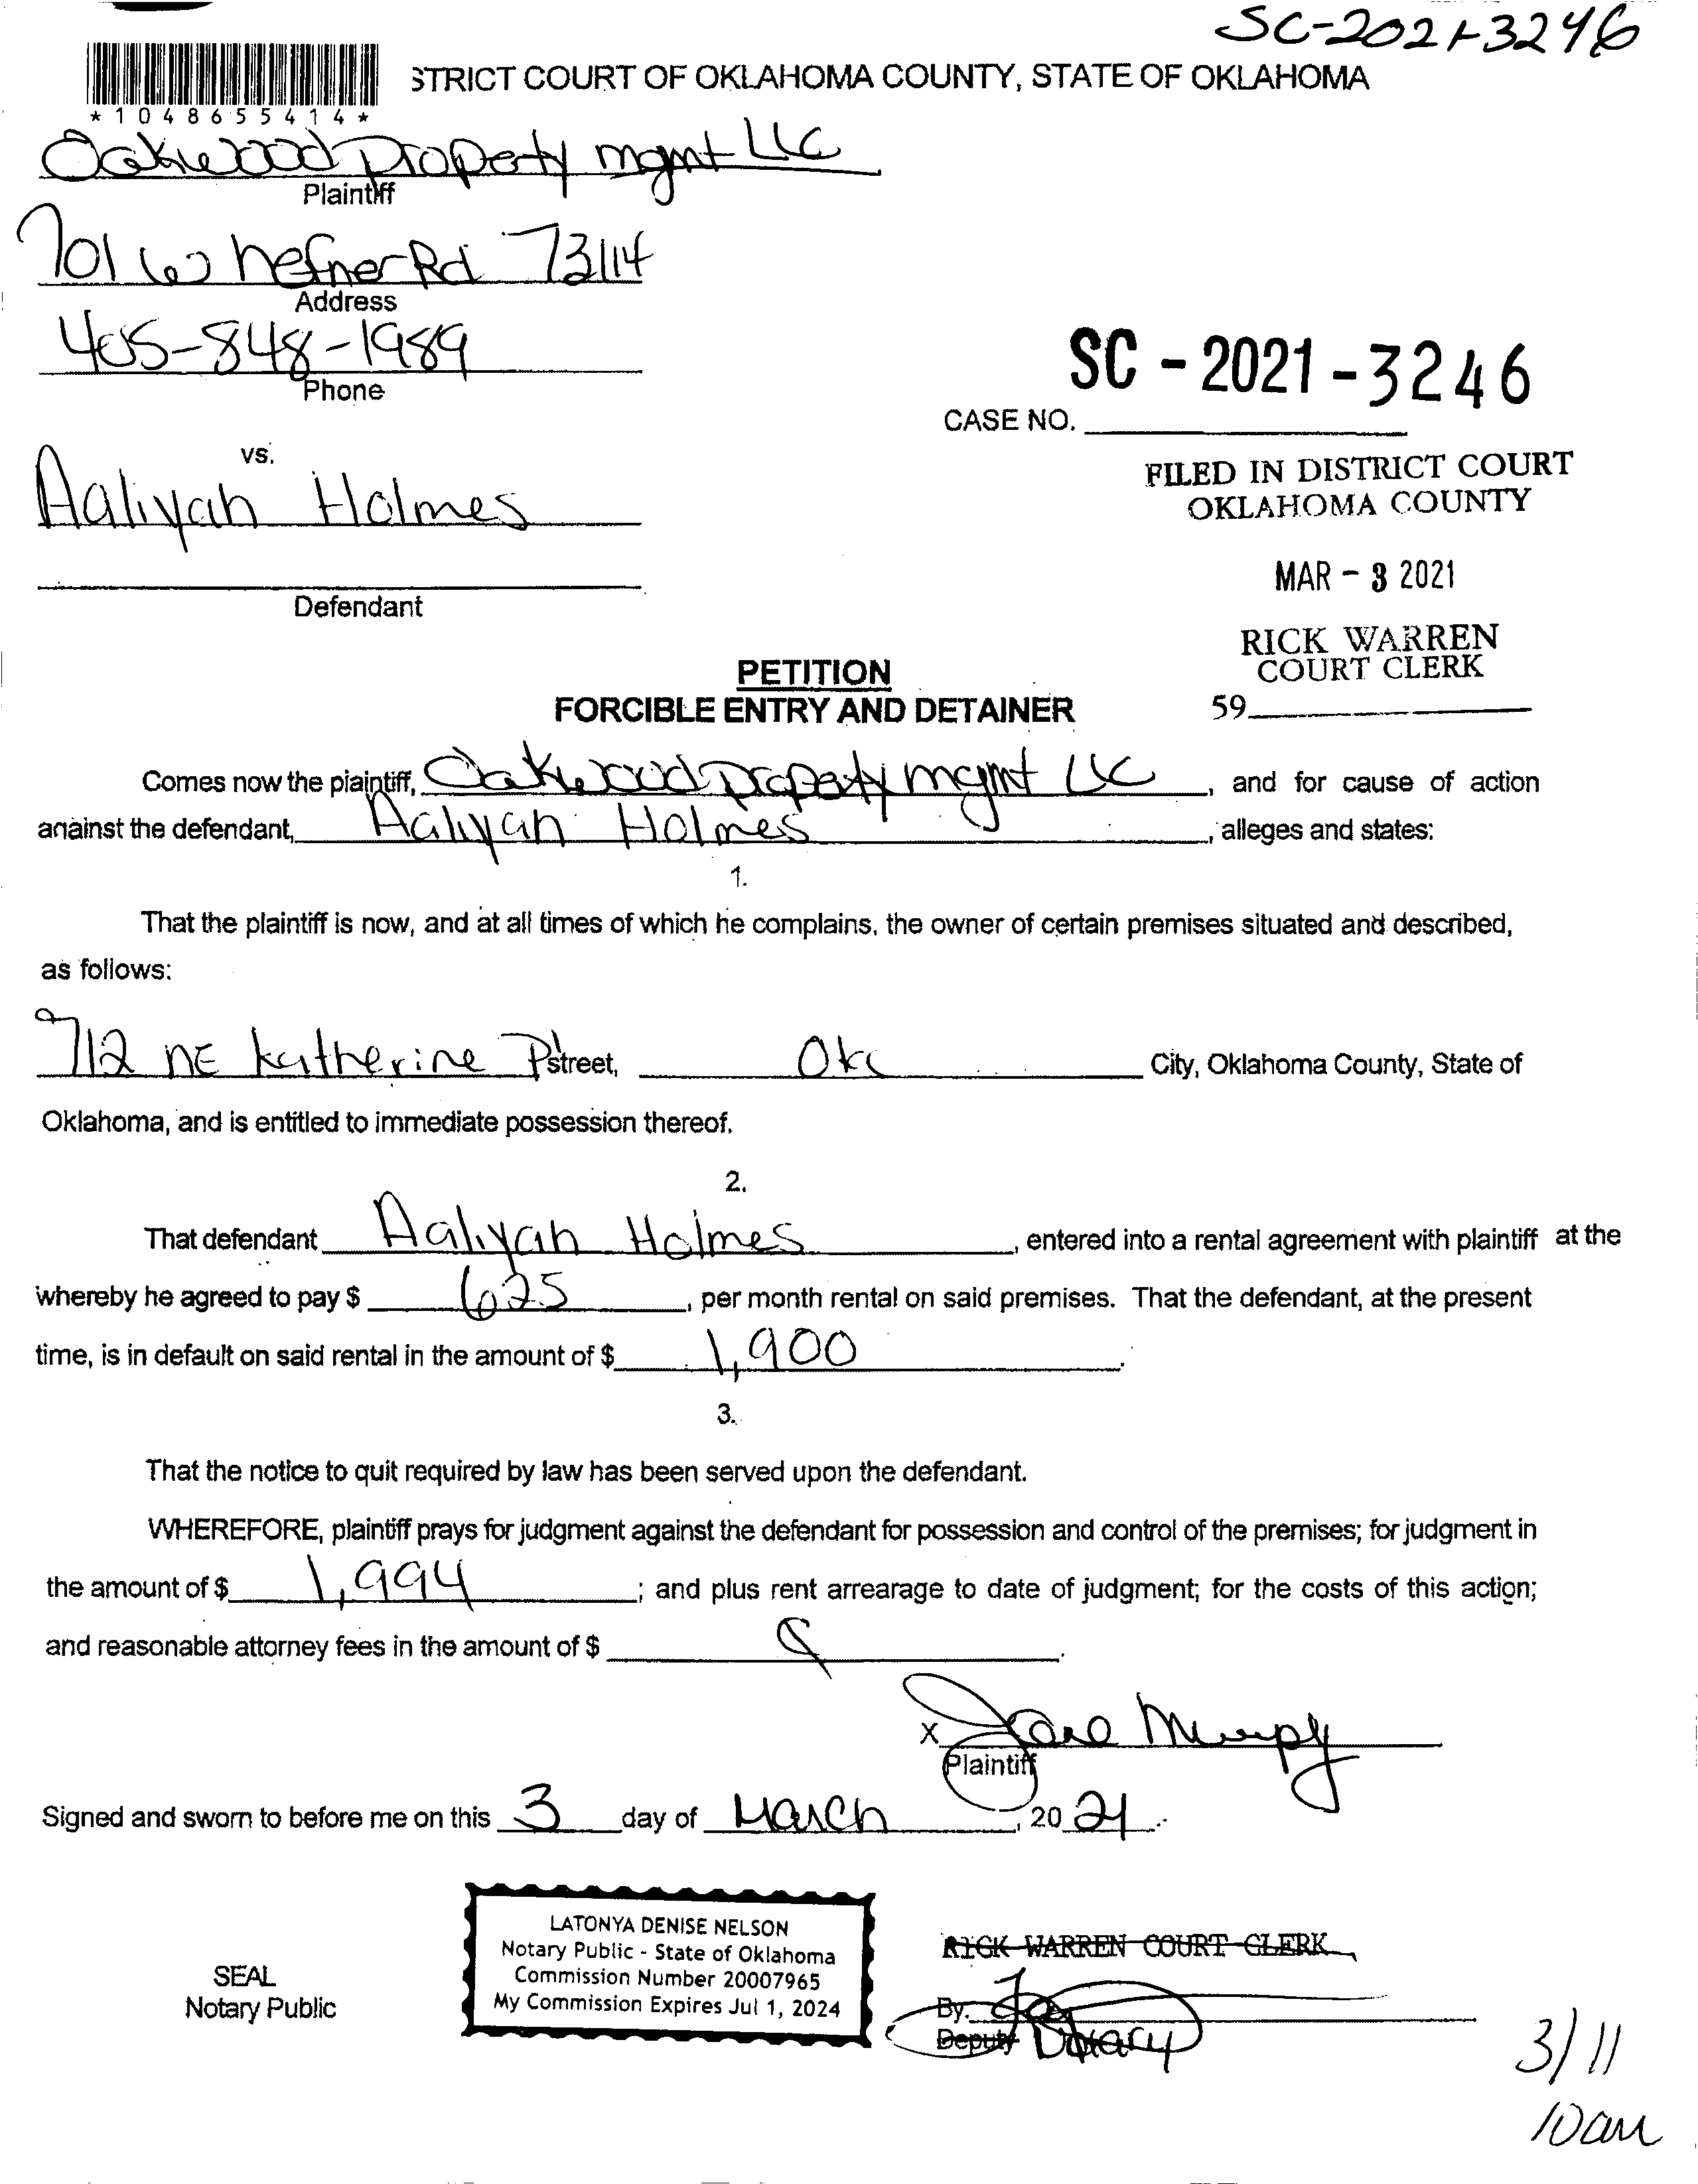 SC-2021-3246
STRICT COURT OF OKLAHOMA COUNTY, STATE OF OKLAHOMA
*1048655414*
Oakwood Property mgmt LLC
Plaintiff
701 W hefner Rd 73114
Address
405-848-1989
Phone
SC - 2021 - 3246
CASE NO.
vs.
FILED IN DISTRICT COURT
OKLAHOMA COUNTY
Aaliyah Holmes
MAR - 3 2021
Defendant
RICK WARREN
COURT CLERK
59
PETITION
FORCIBLE ENTRY AND DETAINER
Comes now the plaintiff, Oakwood Property mgmt LLC, and for cause of action
against the defendant, Aaliyah Holmes, alleges and states:
1.
That the plaintiff is now, and at all times of which he complains, the owner of certain premises situated and described,
as follows:
712 NE Katherine P Street, OKC City, Oklahoma County, State of
Oklahoma, and is entitled to immediate possession thereof.
2.
That defendant Aaliyah Holmes, entered into a rental agreement with plaintiff at the
whereby he agreed to pay $ 625, per month rental on said premises. That the defendant, at the present
time, is in default on said rental in the amount of $ 1,900.
3.
That the notice to quit required by law has been served upon the defendant.
WHEREFORE, plaintiff prays for judgment against the defendant for possession and control of the premises; for judgment in
the amount of $ 1,994; and plus rent arrearage to date of judgment; for the costs of this action;
and reasonable attorney fees in the amount of $
X
Plaintiff
Signed and sworn to before me on this 3 day of March, 20 21.
LATONYA DENISE NELSON
Notary Public - State of Oklahoma
Commission Number 20007965
My Commission Expires Jul 1, 2024
SEAL
Notary Public
RICK WARREN COURT CLERK
By:
Deputy Notary
3/11
10am